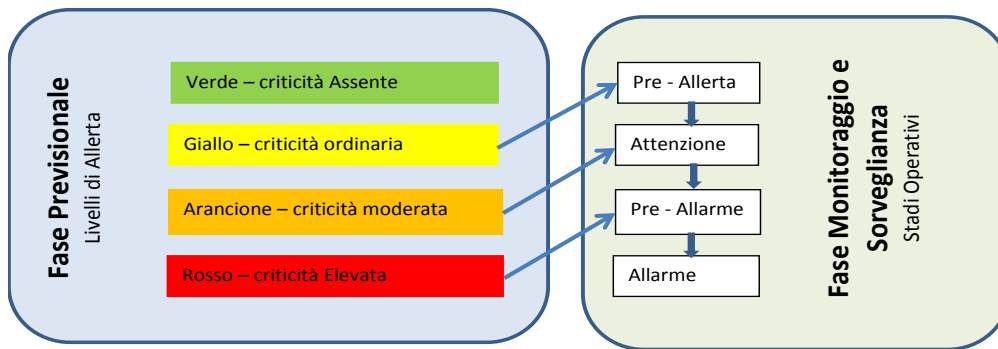 Fase Previsionale
Livelli di Allerta
Verde – criticità Assente
Giallo – criticità ordinaria
Arancione – criticità moderata
Rosso – criticità Elevata
Pre - Allerta
Attenzione
Pre - Allarme
Allarme
Fase Monitoraggio e
Sorveglianza
Stadi Operativi